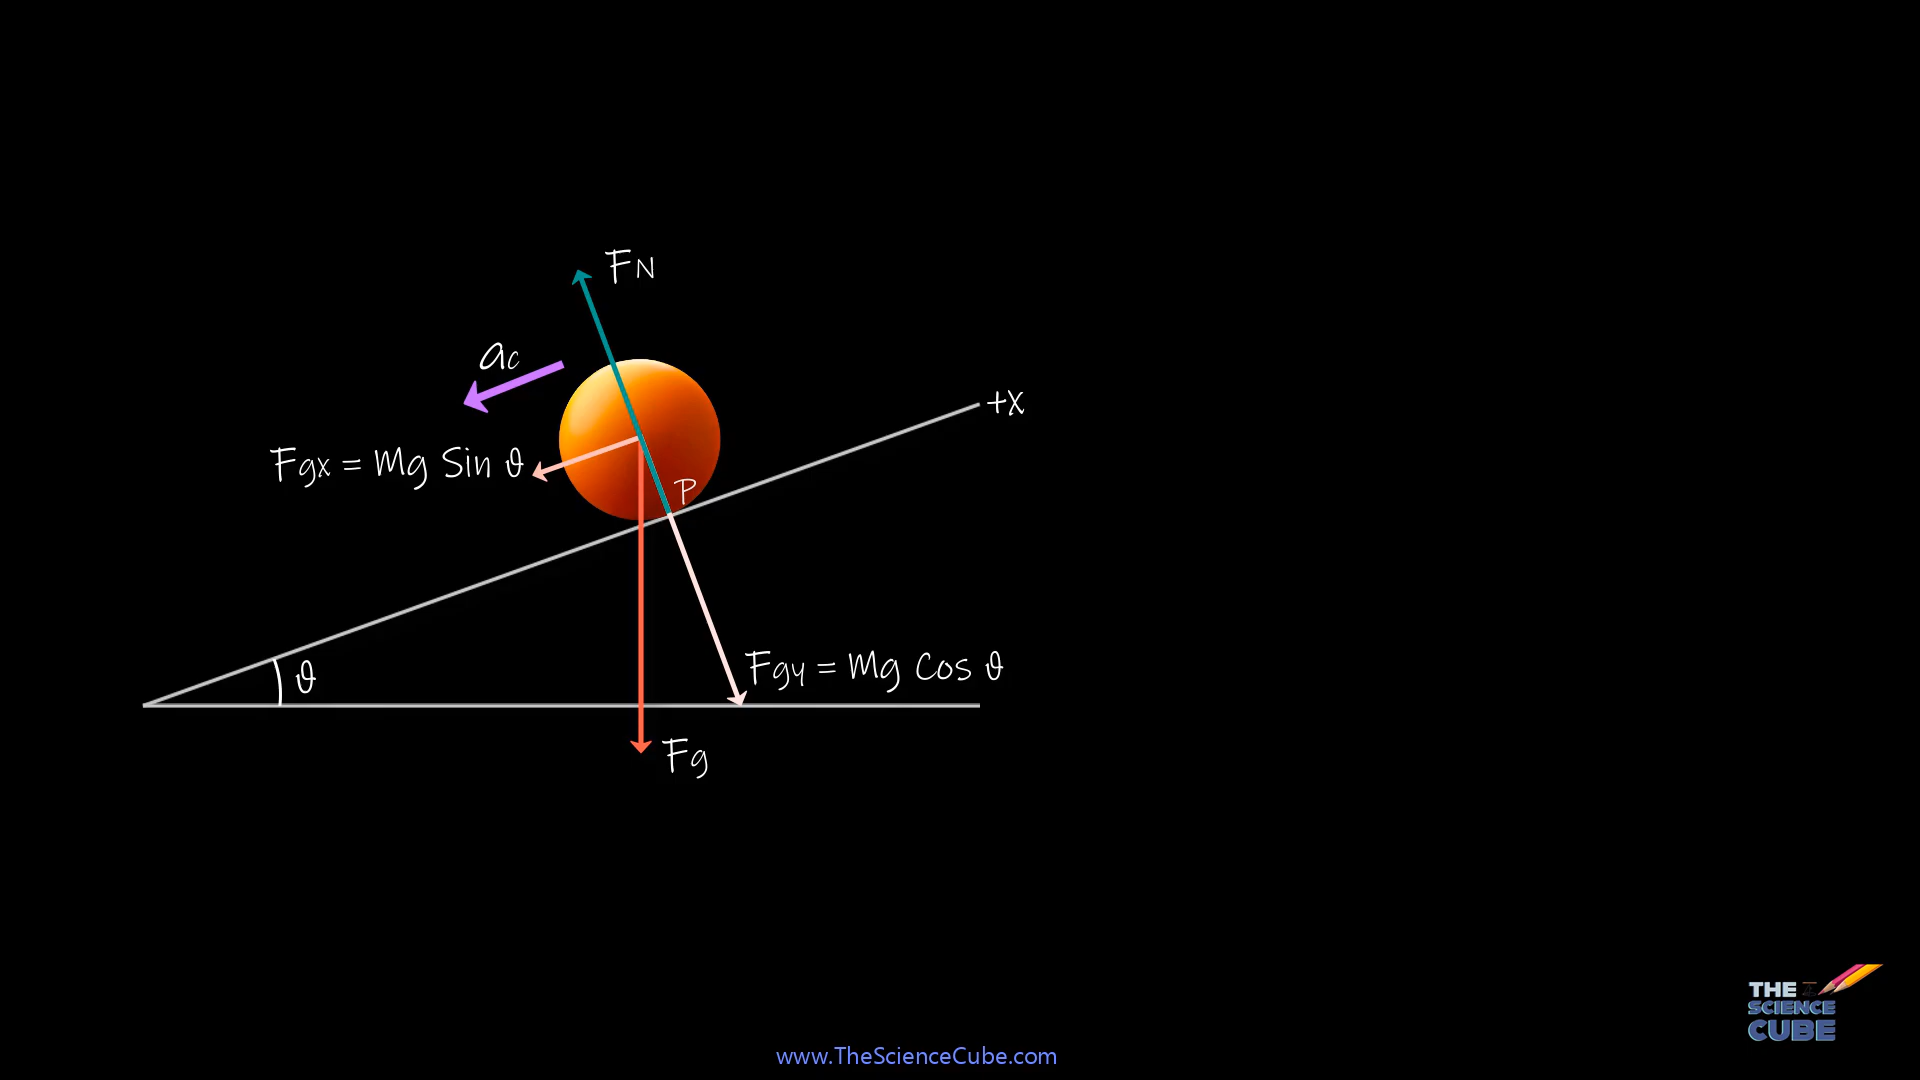 FN
ac
+x
Fgx = Mg Sin θ
P
θ
Fgy = Mg Cos θ
Fg
THE
SCIENCE
CUBE
www.TheScienceCube.com